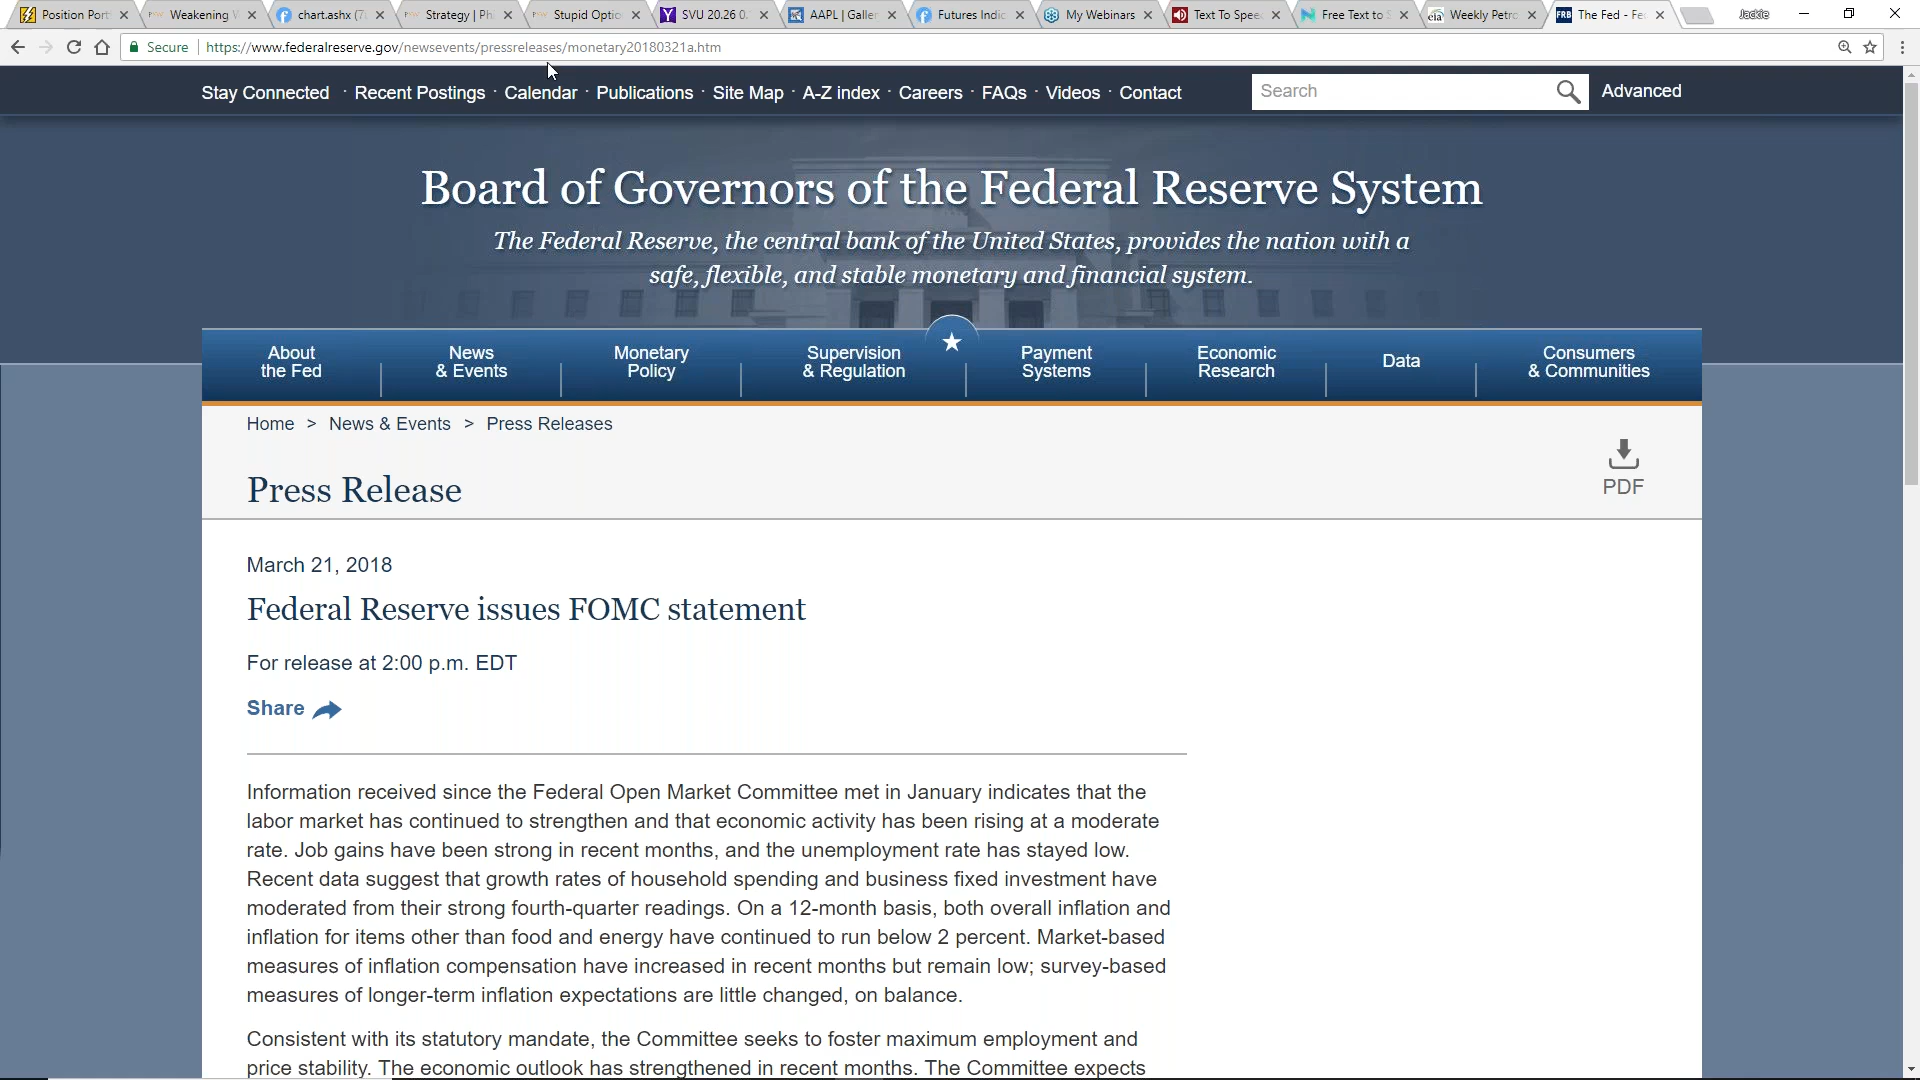 Position Port
Weakening
chart.ashx (7
Strategy | Ph
Stupid Optio
SVU 20.26 0.
AAPL | Galler
Futures Indic
My Webinars
Text To Spee
Free Text to S
Weekly Petro
The Fed - Fe
Jackie
Secure
https://www.federalreserve.gov/newsevents/pressreleases/monetary20180321a.htm
Stay Connected · Recent Postings · Calendar · Publications · Site Map · A-Z index · Careers · FAQs · Videos · Contact
Search
Advanced
Board of Governors of the Federal Reserve System
The Federal Reserve, the central bank of the United States, provides the nation with a
safe, flexible, and stable monetary and financial system.
About
the Fed
News
& Events
Monetary
Policy
Supervision
& Regulation
Payment
Systems
Economic
Research
Data
Consumers
& Communities
Home > News & Events > Press Releases
PDF
Press Release
March 21, 2018
Federal Reserve issues FOMC statement
For release at 2:00 p.m. EDT
Share
Information received since the Federal Open Market Committee met in January indicates that the
labor market has continued to strengthen and that economic activity has been rising at a moderate
rate. Job gains have been strong in recent months, and the unemployment rate has stayed low.
Recent data suggest that growth rates of household spending and business fixed investment have
moderated from their strong fourth-quarter readings. On a 12-month basis, both overall inflation and
inflation for items other than food and energy have continued to run below 2 percent. Market-based
measures of inflation compensation have increased in recent months but remain low; survey-based
measures of longer-term inflation expectations are little changed, on balance.
Consistent with its statutory mandate, the Committee seeks to foster maximum employment and
price stability. The economic outlook has strengthened in recent months. The Committee expects